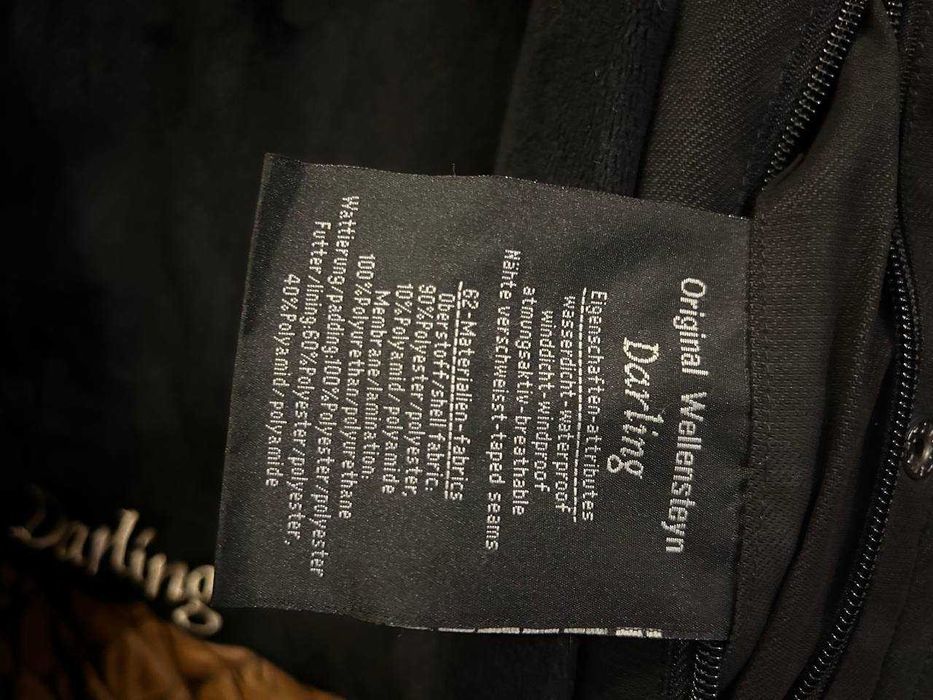 Original Wellensteyn
Darling
Eigenschaften-attributes
wasserdicht-waterproof
winddicht-windproof
atmungsaktiv-breathable
Nähte verschweisst-taped seams
62-Materialien-fabrics
Oberstoff/shell fabric:
90%Polyester/polyester,
10%Polyamid/polyamide
Membrane/lamination
100%Polyurethan/polyurethane
Wattierung/padding:100%Polyester/polyester
Futter/lining:60%Polyester/polyester,
40%Polyamid/polyamide
Darling